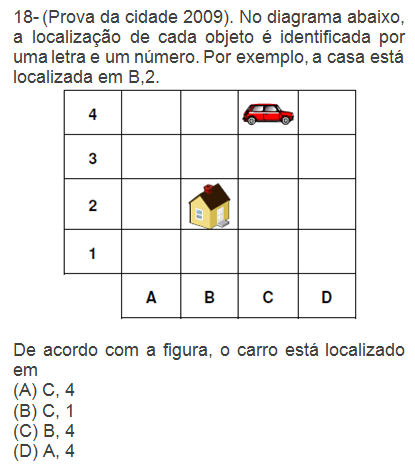 18- (Prova da cidade 2009). No diagrama abaixo,
a localização de cada objeto é identificada por
uma letra e um número. Por exemplo, a casa está
localizada em B,2.
4
3
2
1
A B C D
De acordo com a figura, o carro está localizado
em
(A) C, 4
(B) C, 1
(C) B, 4
(D) A, 4